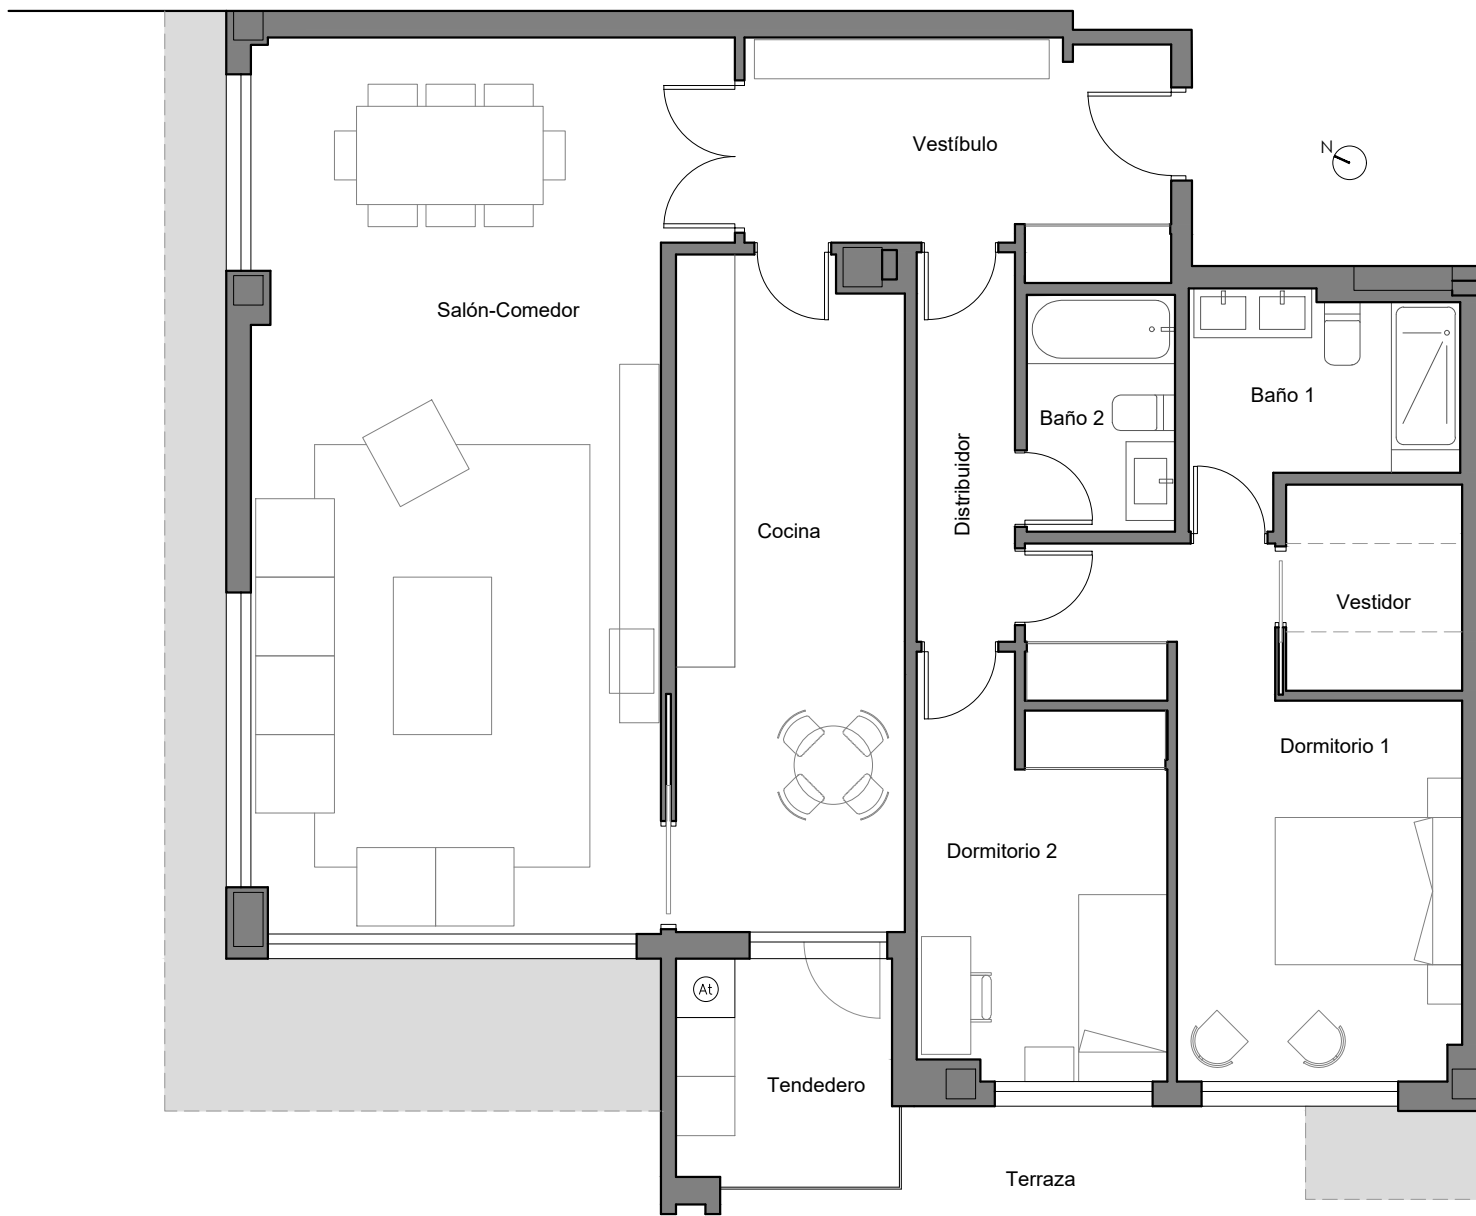 Vestíbulo
N
Salón-Comedor
Baño 1
Baño 2
Distribuidor
Cocina
Vestidor
Dormitorio 1
Dormitorio 2
At
Tendedero
Terraza